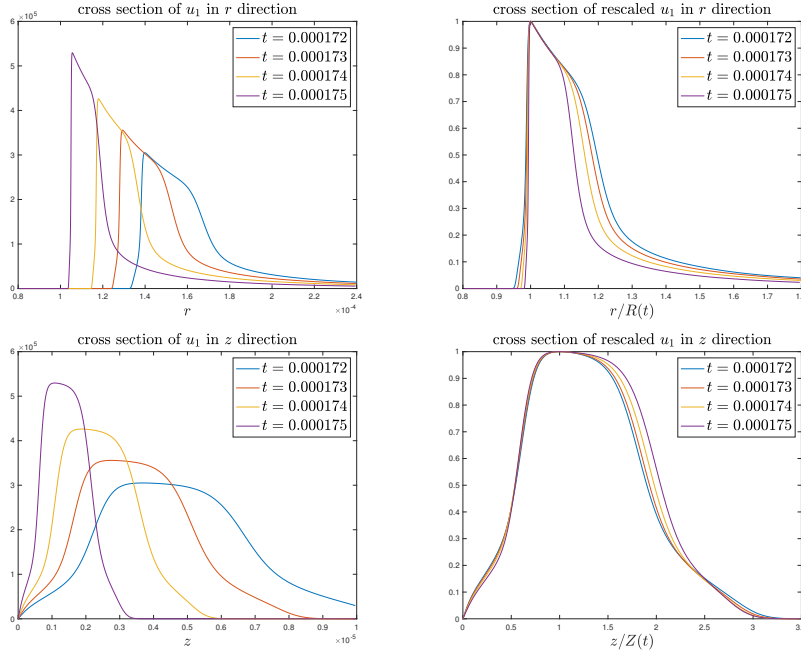 cross section of u₁ in r direction
×10⁵
6
5
4
3
2
1
0
t = 0.000172
t = 0.000173
t = 0.000174
t = 0.000175
0.8 1 1.2 1.4 1.6 1.8 2 2.2 2.4
×10⁻⁴
r
cross section of rescaled u₁ in r direction
1
0.9
0.8
0.7
0.6
0.5
0.4
0.3
0.2
0.1
0
t = 0.000172
t = 0.000173
t = 0.000174
t = 0.000175
0.8 0.9 1 1.1 1.2 1.3 1.4 1.5 1.6 1.7
r/R(t)
cross section of u₁ in z direction
×10⁵
6
5
4
3
2
1
0
t = 0.000172
t = 0.000173
t = 0.000174
t = 0.000175
0 0.1 0.2 0.3 0.4 0.5 0.6 0.7 0.8 0.9 1
×10⁻⁵
z
cross section of rescaled u₁ in z direction
1
0.9
0.8
0.7
0.6
0.5
0.4
0.3
0.2
0.1
0
t = 0.000172
t = 0.000173
t = 0.000174
t = 0.000175
0 0.5 1 1.5 2 2.5 3
z/Z(t)